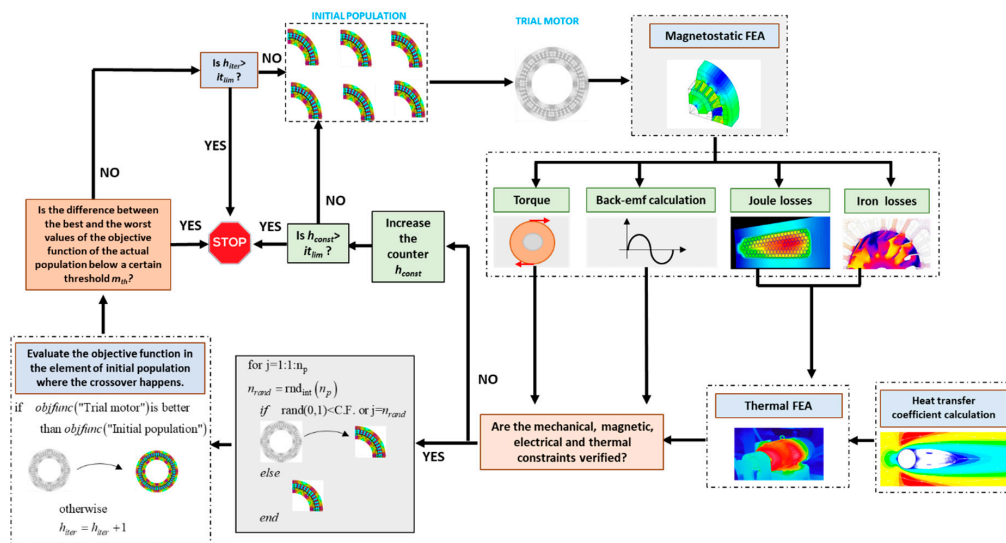 INITIAL POPULATION
TRIAL MOTOR
Magnetostatic FEA
Is h_iter>
it_lim ?
NO
YES
NO
Torque
Back-emf calculation
Joule losses
Iron losses
Is the difference between
the best and the worst
values of the objective
function of the actual
population below a certain
threshold m_th?
YES
STOP
YES
Is h_const>
it_lim ?
NO
Increase
the
counter
h_const
Evaluate the objective function in
the element of initial population
where the crossover happens.
if objfunc("Trial motor") is better
than objfunc("Initial population")
otherwise
h_iter = h_iter +1
for j=1:1:n_p
n_rand = rnd_int (n_p)
if rand(0,1)<C.F. or j=n_rand
else
end
NO
YES
Are the mechanical, magnetic,
electrical and thermal
constraints verified?
Thermal FEA
Heat transfer
coefficient calculation